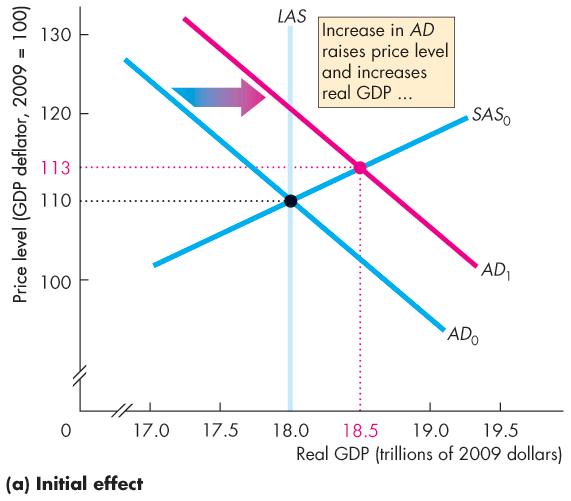 Price level (GDP deflator, 2009 = 100)
130
120
113
110
100
0
LAS
Increase in AD
raises price level
and increases
real GDP ...
SAS0
AD1
AD0
17.0 17.5 18.0 18.5 19.0 19.5
Real GDP (trillions of 2009 dollars)
(a) Initial effect